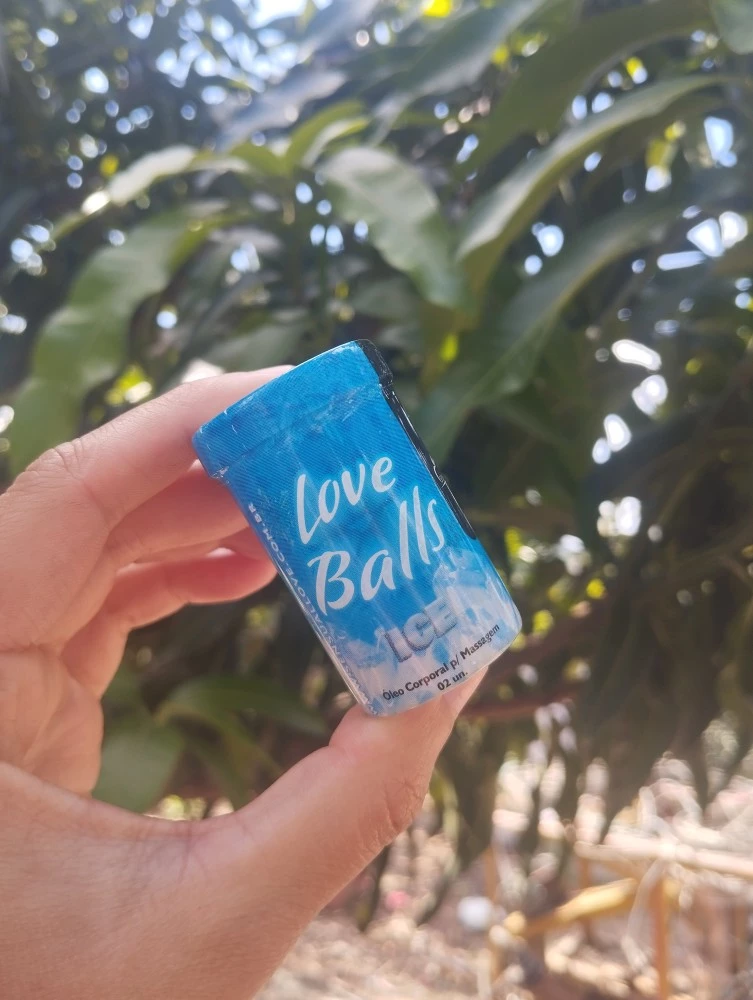 Love
Balls
ICE
Óleo Corporal p/ Massagem
02 un.